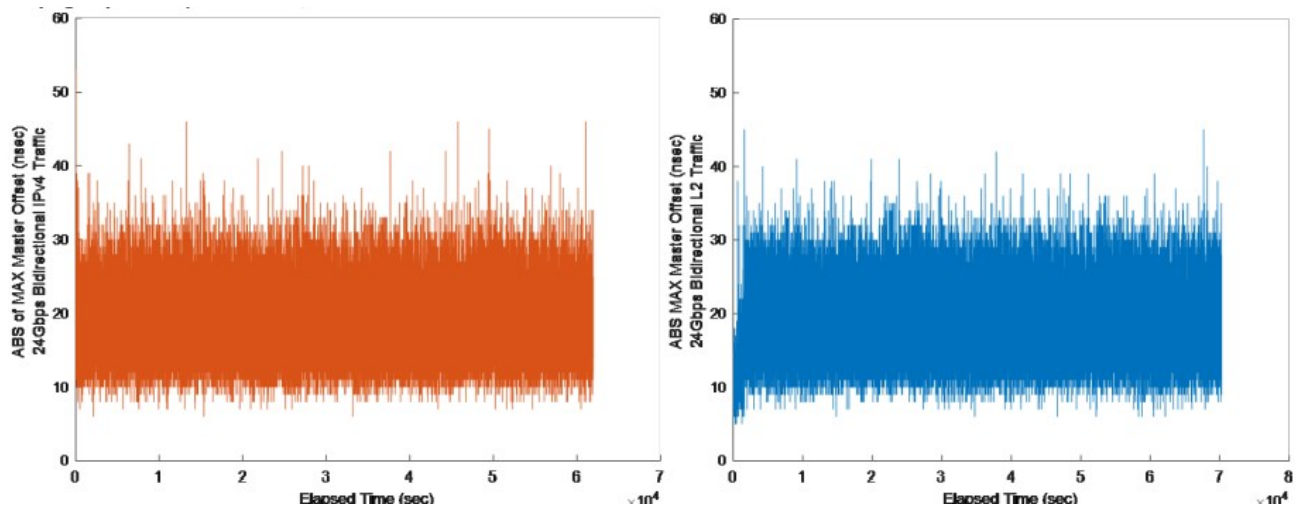 60
50
40
30
20
10
0
ABS of MAX Master Offset (nsec)
24Gbps Bidirectional IPv4 Traffic
0 1 2 3 4 5 6 7
Elapsed Time (sec)
×10⁴
60
50
40
30
20
10
0
ABS MAX Master Offset (nsec)
24Gbps Bidirectional L2 Traffic
0 1 2 3 4 5 6 7 8
Elapsed Time (sec)
×10⁴